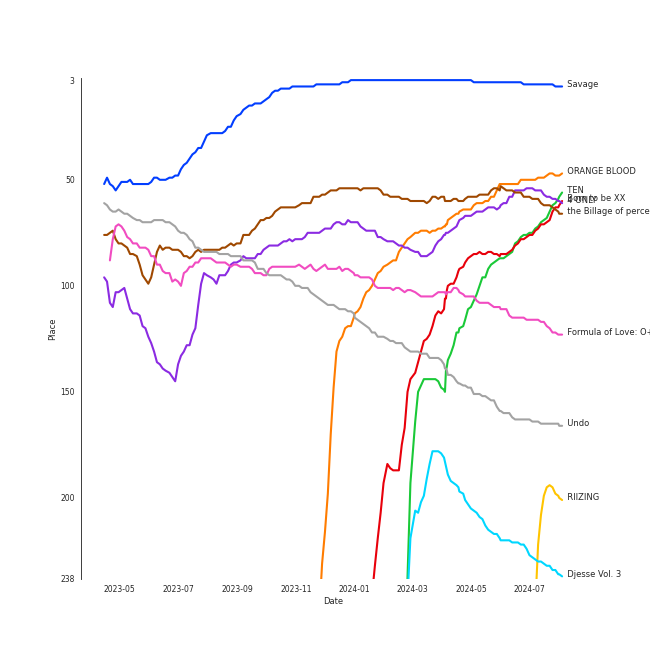 3
50
100
150
200
238
Place
2023-05
2023-07
2023-09
2023-11
2024-01
2024-03
2024-05
2024-07
Date
Savage
ORANGE BLOOD
TEN
Born to be XX
the Billage of perce
Formula of Love: O+
Undo
RIIZING
Djesse Vol. 3